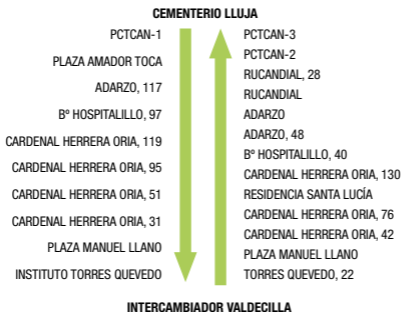 CEMENTERIO LLUJA
PCTCAN-1
PLAZA AMADOR TOCA
ADARZO, 117
Bº HOSPITALILLO, 97
CARDENAL HERRERA ORIA, 119
CARDENAL HERRERA ORIA, 95
CARDENAL HERRERA ORIA, 51
CARDENAL HERRERA ORIA, 31
PLAZA MANUEL LLANO
INSTITUTO TORRES QUEVEDO
PCTCAN-3
PCTCAN-2
RUCANDIAL, 28
RUCANDIAL
ADARZO
ADARZO, 48
Bº HOSPITALILLO, 40
CARDENAL HERRERA ORIA, 130
RESIDENCIA SANTA LUCÍA
CARDENAL HERRERA ORIA, 76
CARDENAL HERRERA ORIA, 42
PLAZA MANUEL LLANO
TORRES QUEVEDO, 22
INTERCAMBIADOR VALDECILLA